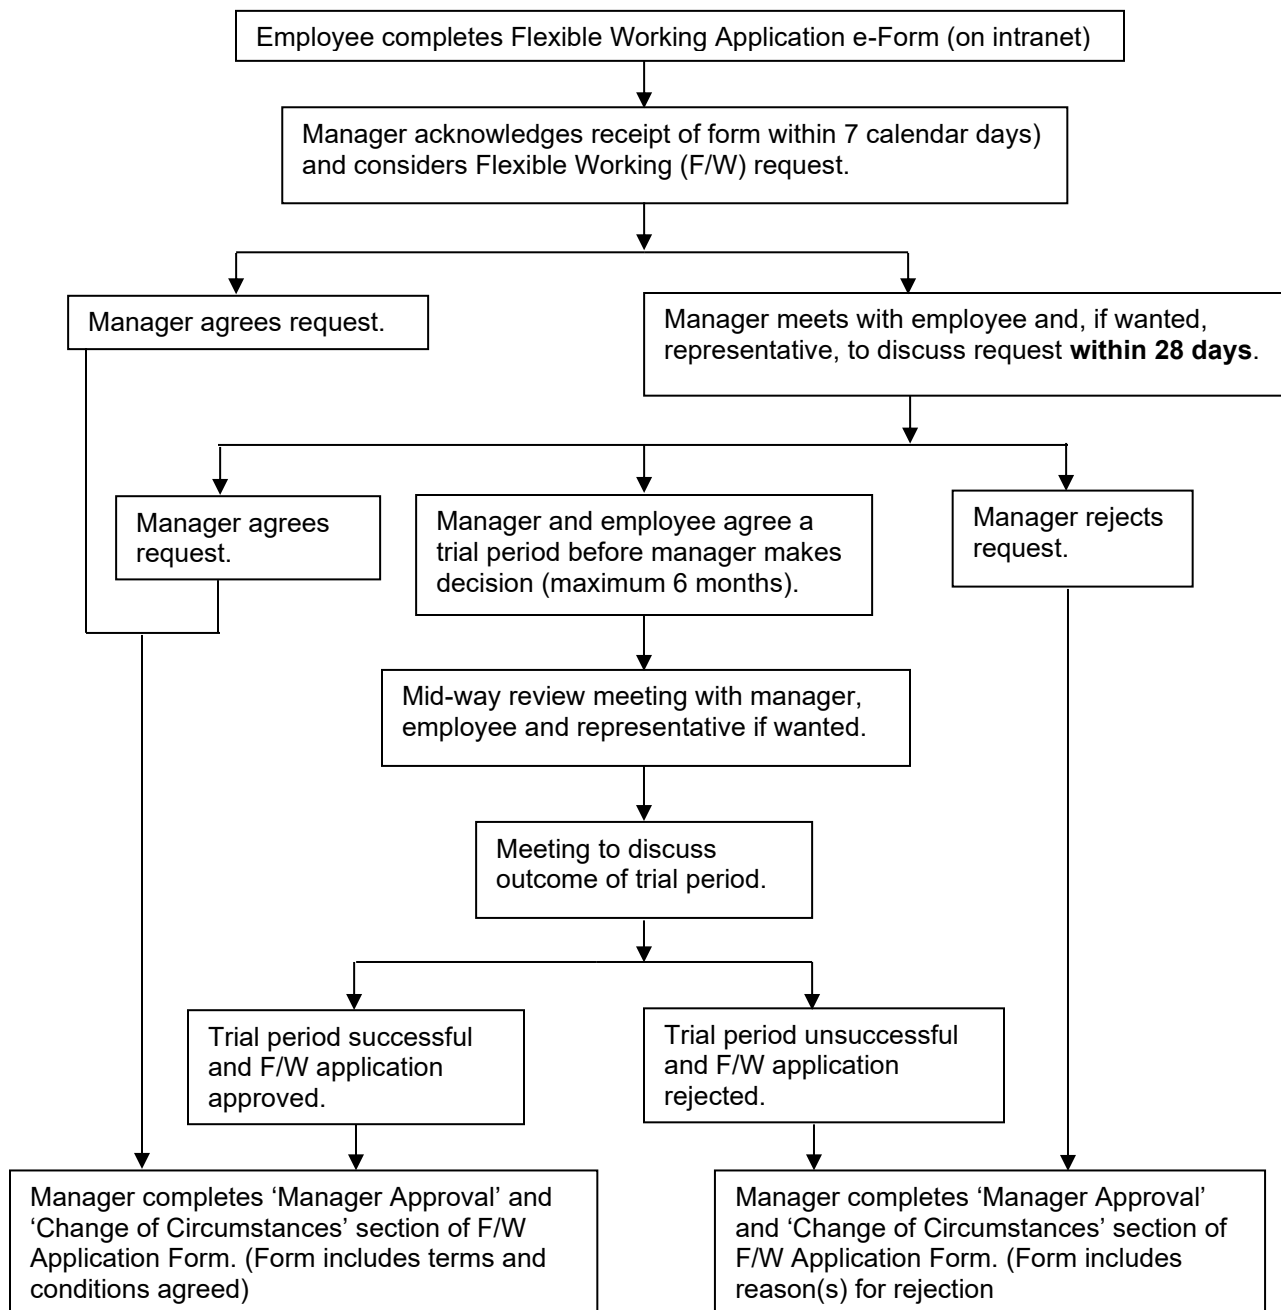 Employee completes Flexible Working Application e-Form (on intranet)
Manager acknowledges receipt of form within 7 calendar days)
and considers Flexible Working (F/W) request.
Manager agrees request.
Manager meets with employee and, if wanted,
representative, to discuss request within 28 days.
Manager agrees
request.
Manager and employee agree a
trial period before manager makes
decision (maximum 6 months).
Manager rejects
request.
Mid-way review meeting with manager,
employee and representative if wanted.
Meeting to discuss
outcome of trial period.
Trial period successful
and F/W application
approved.
Trial period unsuccessful
and F/W application
rejected.
Manager completes ‘Manager Approval’ and
‘Change of Circumstances’ section of F/W
Application Form. (Form includes terms and
conditions agreed)
Manager completes ‘Manager Approval’
and ‘Change of Circumstances’ section of
F/W Application Form. (Form includes
reason(s) for rejection